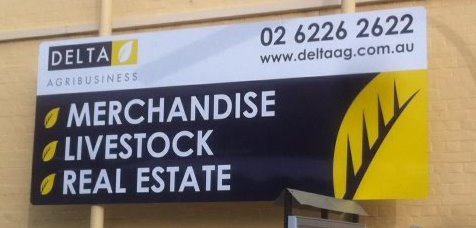 DELTA
AGRIBUSINESS
02 6226 2622
www.deltaag.com.au
MERCHANDISE
LIVESTOCK
REAL ESTATE